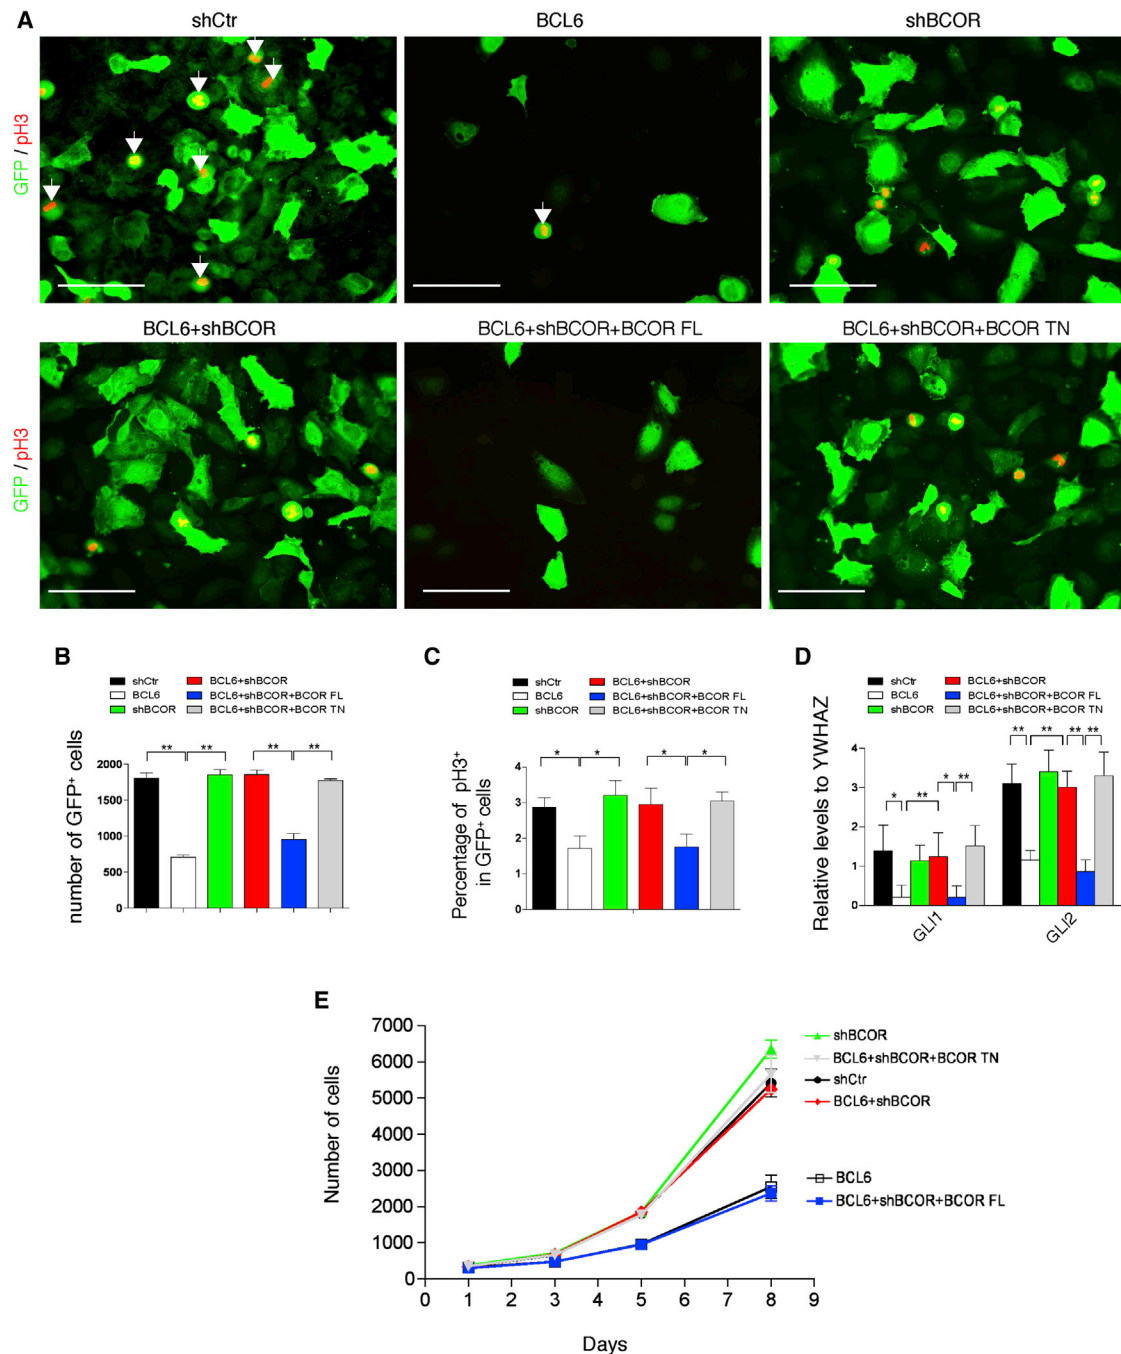 A
shCtr
BCL6
shBCOR
GFP / pH3
BCL6+shBCOR
BCL6+shBCOR+BCOR FL
BCL6+shBCOR+BCOR TN
GFP / pH3
B
shCtr
BCL6+shBCOR
BCL6
BCL6+shBCOR+BCOR FL
shBCOR
BCL6+shBCOR+BCOR TN
number of GFP+ cells
** ** ** **
2000
1500
1000
500
0
C
shCtr
BCL6+shBCOR
BCL6
BCL6+shBCOR+BCOR FL
shBCOR
BCL6+shBCOR+BCOR TN
Percentage of pH3+
in GFP+ cells
* * * *
4
3
2
1
0
D
shCtr
BCL6+shBCOR
BCL6
BCL6+shBCOR+BCOR FL
shBCOR
BCL6+shBCOR+BCOR TN
Relative levels to YWHAZ
** ** ** **
* ** * **
4
3
2
1
0
GLI1
GLI2
E
Number of cells
7000
6000
5000
4000
3000
2000
1000
0
0 1 2 3 4 5 6 7 8 9
Days
shBCOR
BCL6+shBCOR+BCOR TN
shCtr
BCL6+shBCOR
BCL6
BCL6+shBCOR+BCOR FL